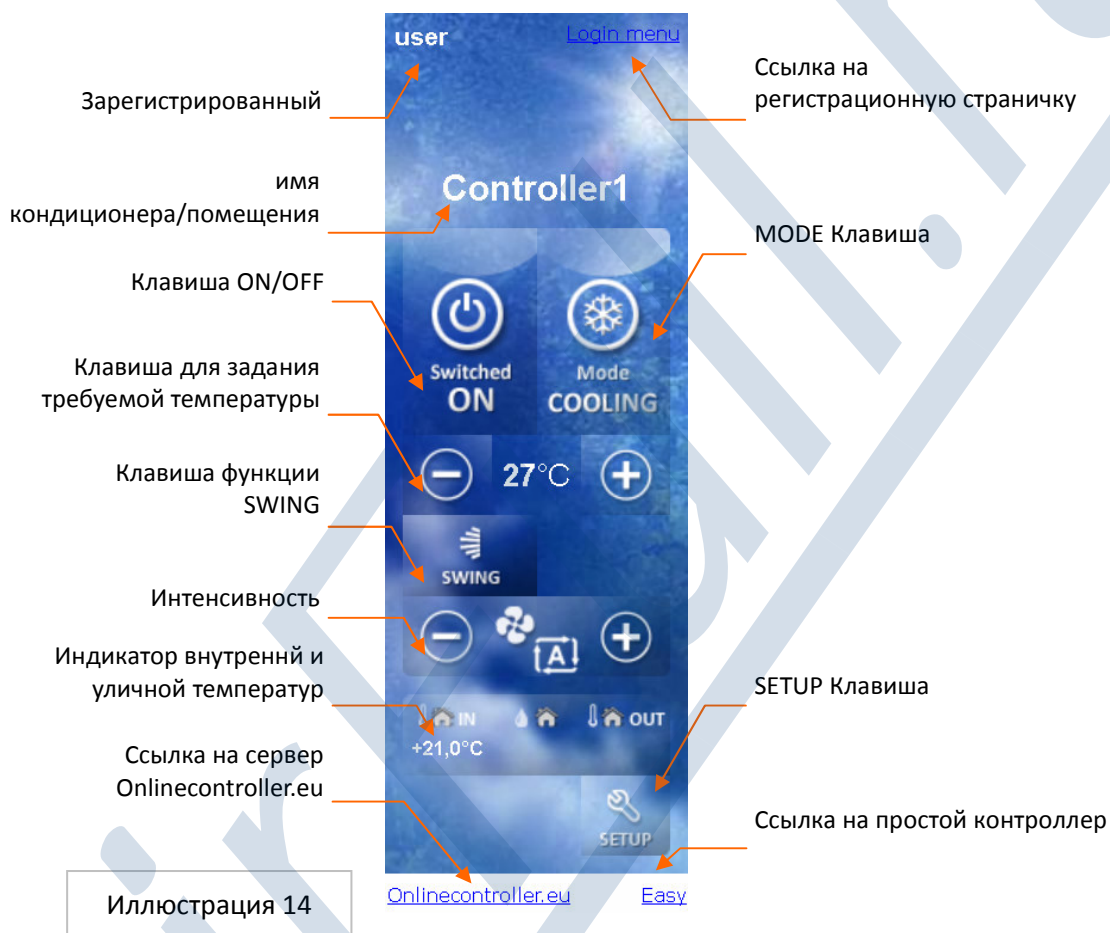 user
Login menu
Ссылка на
регистрационную страничку
Зарегистрированный
имя
кондиционера/помещения
Controller1
MODE Клавиша
Клавиша ON/OFF
Switched
ON
Mode
COOLING
Клавиша для задания
требуемой температуры
27°C
Клавиша функции
SWING
SWING
Интенсивность
A
Индикатор внутреннй и
уличной температур
IN
OUT
+21,0°C
SETUP Клавиша
Ссылка на сервер
Onlinecontroller.eu
SETUP
Ссылка на простой контроллер
Onlinecontroller.eu
Easy
Иллюстрация 14